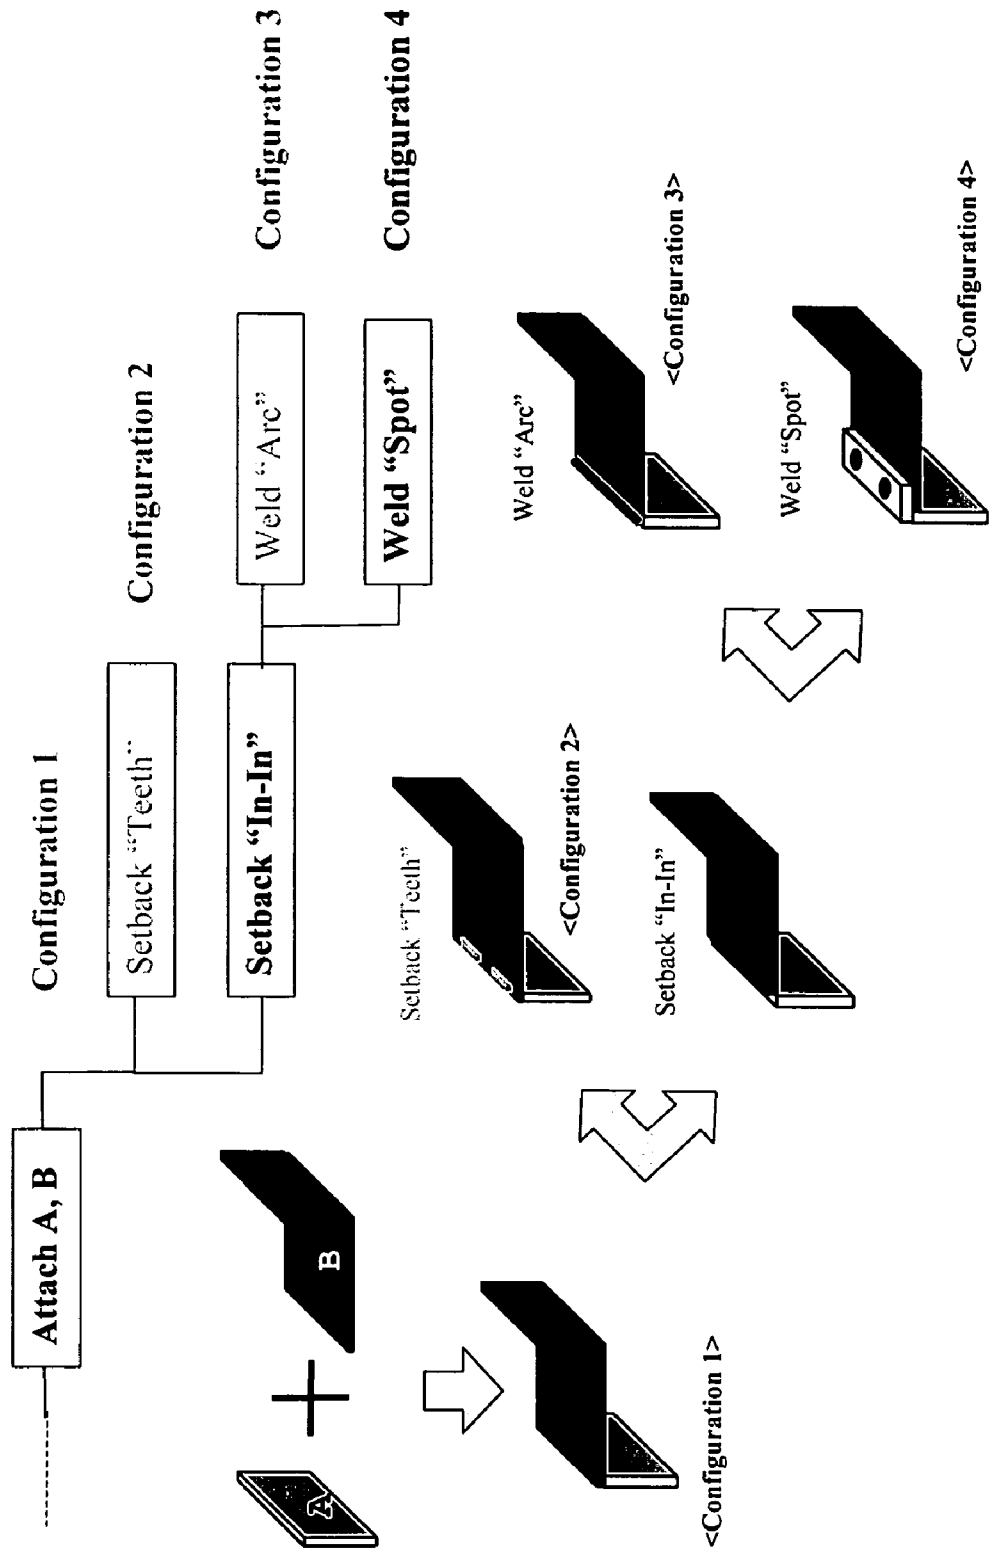 Attach A, B
Configuration 1
Setback “Teeth”
Configuration 2
Setback “In-In”
Weld “Arc”
Configuration 3
Weld “Spot”
Configuration 4
A
B
<Configuration 1>
Setback “Teeth”
<Configuration 2>
Setback “In-In”
Weld “Arc”
<Configuration 3>
Weld “Spot”
<Configuration 4>